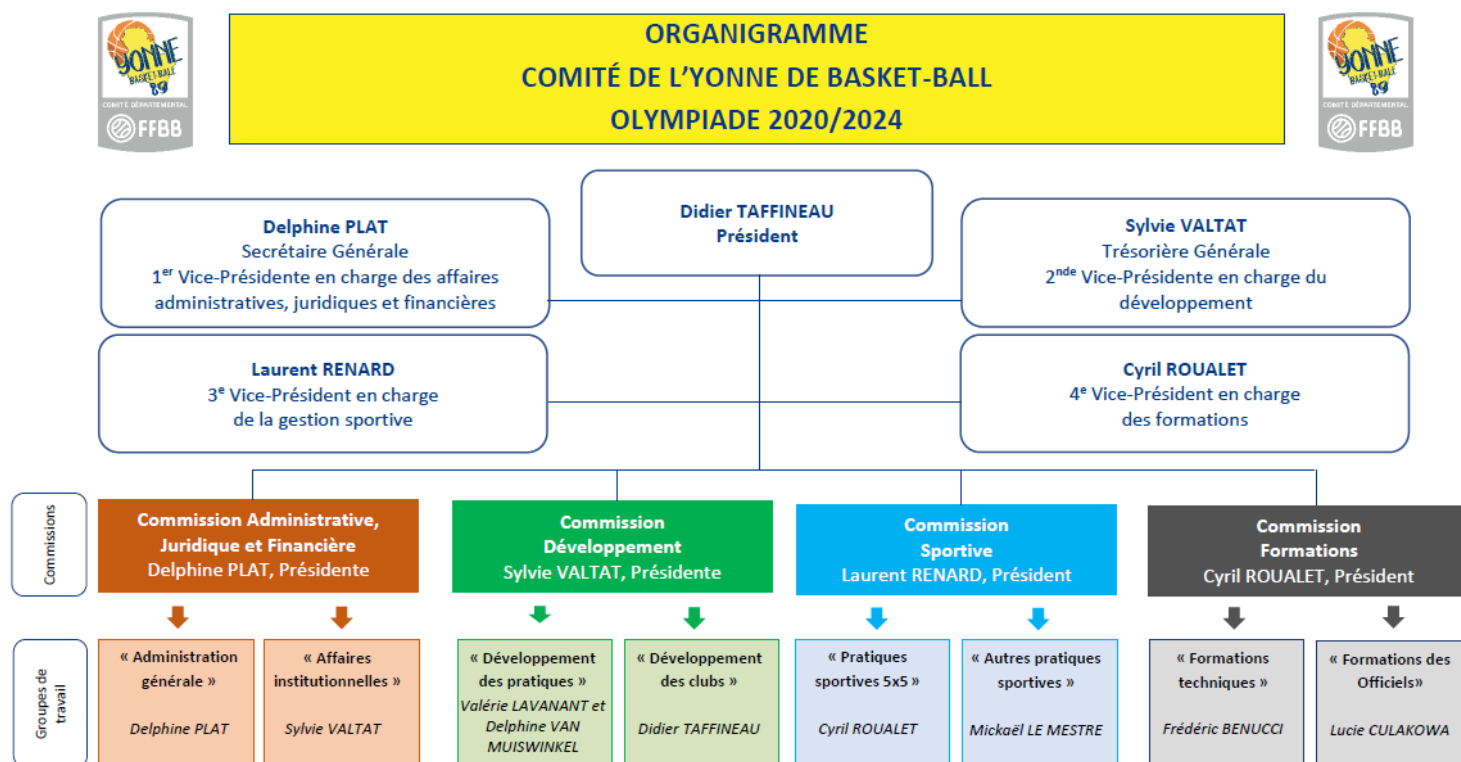 YONNE
BASKET-BALL
89
COMITÉ DÉPARTEMENTAL
FFBB
ORGANIGRAMME
COMITÉ DE L'YONNE DE BASKET-BALL
OLYMPIADE 2020/2024
YONNE
BASKET-BALL
89
COMITÉ DÉPARTEMENTAL
FFBB
Didier TAFFINEAU
Président
Delphine PLAT
Secrétaire Générale
1er Vice-Présidente en charge des affaires
administratives, juridiques et financières
Sylvie VALTAT
Trésorière Générale
2nde Vice-Présidente en charge du
développement
Laurent RENARD
3e Vice-Président en charge
de la gestion sportive
Cyril ROUALET
4e Vice-Président en charge
des formations
Commissions
Commission Administrative,
Juridique et Financière
Delphine PLAT, Présidente
Commission
Développement
Sylvie VALTAT, Présidente
Commission
Sportive
Laurent RENARD, Président
Commission
Formations
Cyril ROUALET, Président
Groupes de
travail
« Administration
générale »
Delphine PLAT
« Affaires
institutionnelles »
Sylvie VALTAT
« Développement
des pratiques »
Valérie LAVANANT et
Delphine VAN
MUISWINKEL
« Développement
des clubs »
Didier TAFFINEAU
« Pratiques
sportives 5x5 »
Cyril ROUALET
« Autres pratiques
sportives »
Mickaël LE MESTRE
« Formations
techniques »
Frédéric BENUCCI
« Formations des
Officiels»
Lucie CULAKOWA